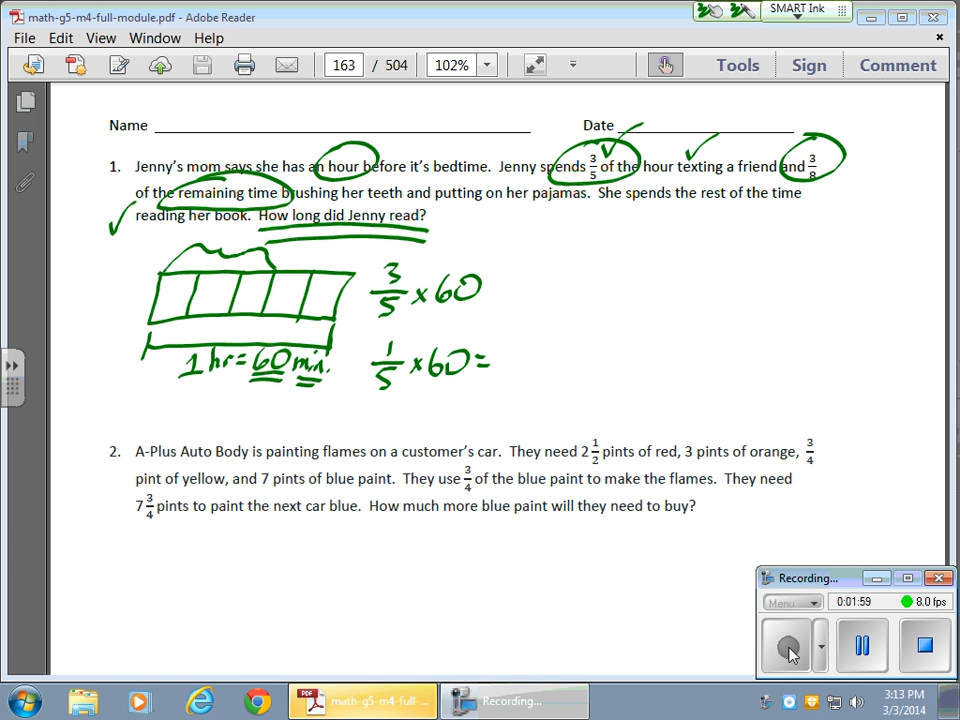 math-g5-m4-full-module.pdf - Adobe Reader
SMART Ink
File Edit View Window Help
163 / 504 102% Tools Sign Comment
Name Date
1. Jenny's mom says she has an hour before it's bedtime. Jenny spends 3/5 of the hour texting a friend and 3/8
of the remaining time brushing her teeth and putting on her pajamas. She spends the rest of the time
reading her book. How long did Jenny read?
3/5 × 60
1 hr = 60 min.
1/5 × 60 =
2. A-Plus Auto Body is painting flames on a customer's car. They need 2 1/2 pints of red, 3 pints of orange, 3/4
pint of yellow, and 7 pints of blue paint. They use 3/4 of the blue paint to make the flames. They need
7 3/4 pints to paint the next car blue. How much more blue paint will they need to buy?
Recording...
Menu 0:01:59 8.0 fps
PDF math-g5-m4-full-... Recording...
3:13 PM
3/3/2014